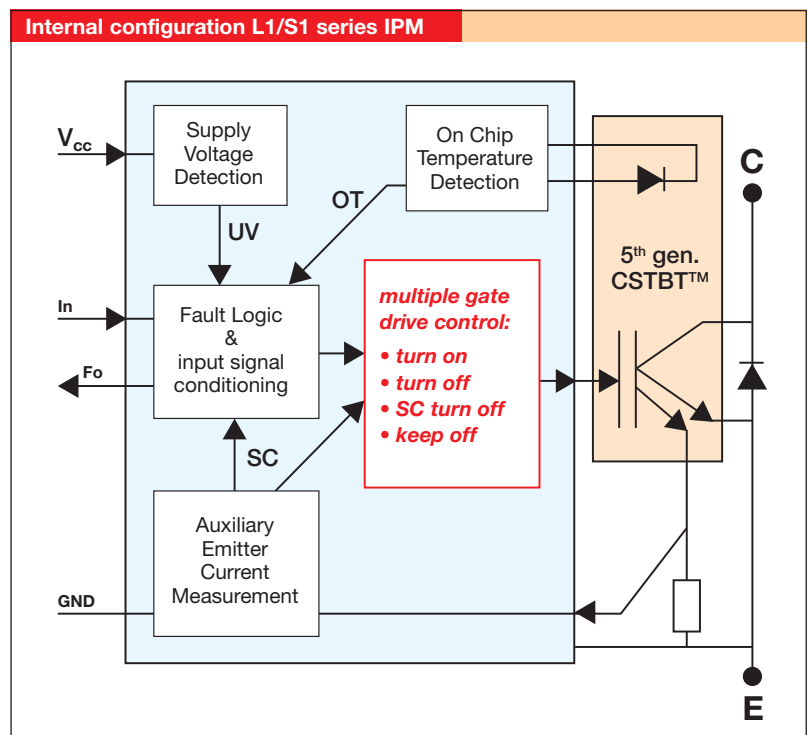 Internal configuration L1/S1 series IPM
Vcc
Supply
Voltage
Detection
On Chip
Temperature
Detection
C
OT
UV
5th gen.
CSTBT™
In
Fault Logic
&
input signal
conditioning
multiple gate
drive control:
• turn on
• turn off
• SC turn off
• keep off
Fo
SC
Auxiliary
Emitter
Current
Measurement
GND
E